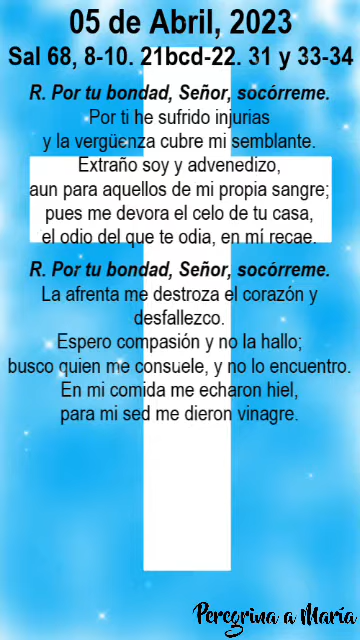 05 de Abril, 2023
Sal 68, 8-10. 21bcd-22. 31 y 33-34
R. Por tu bondad, Señor, socórreme.
Por ti he sufrido injurias
y la vergüenza cubre mi semblante.
Extraño soy y advenedizo,
aun para aquellos de mi propia sangre;
pues me devora el celo de tu casa,
el odio del que te odia, en mí recae.
R. Por tu bondad, Señor, socórreme.
La afrenta me destroza el corazón y
desfallezco.
Espero compasión y no la hallo;
busco quien me consuele, y no lo encuentro.
En mi comida me echaron hiel,
para mi sed me dieron vinagre.
Peregrina a María